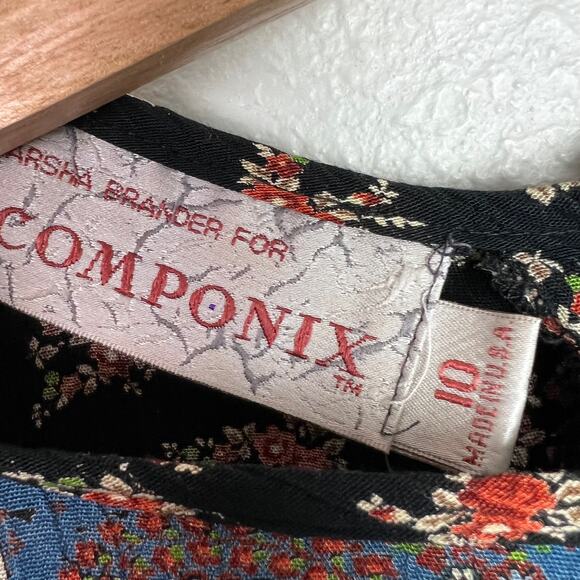 ARSHA BRANDER FOR
COMPONIX
TM
10
MADE IN U.S.A.